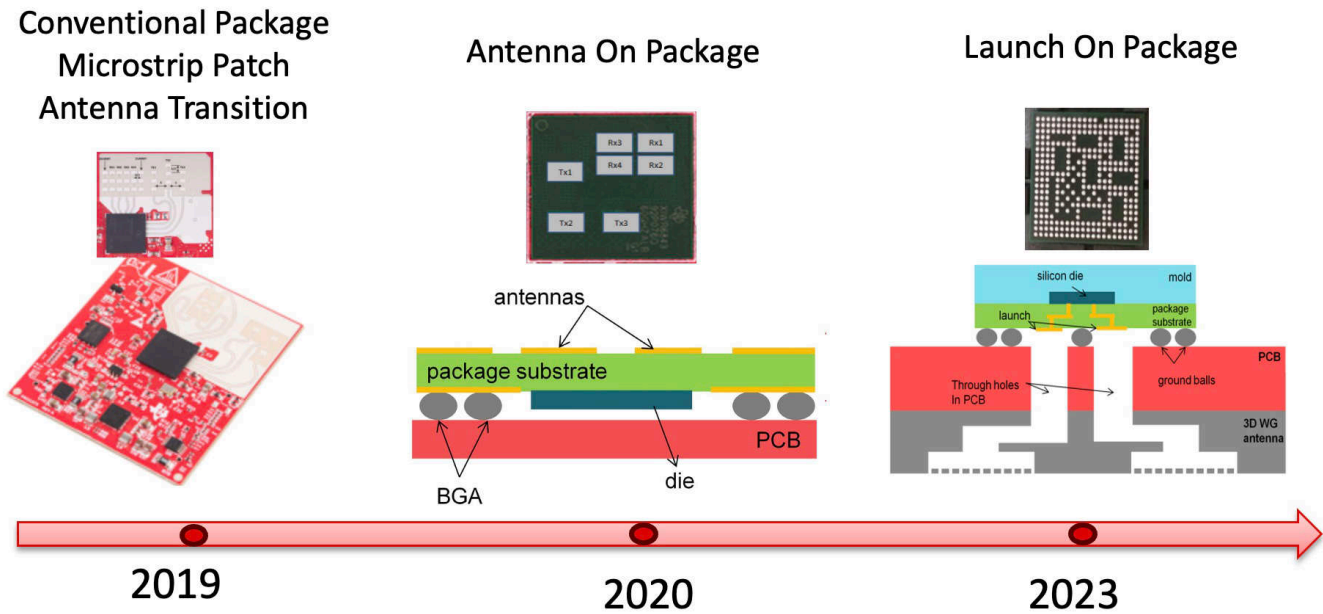 Conventional Package
Microstrip Patch
Antenna Transition
Antenna On Package
Launch On Package
Rx3
Rx1
Rx4
Rx2
Tx1
Tx2
Tx3
antennas
package substrate
PCB
BGA
die
silicon die
mold
launch
package
substrate
PCB
ground balls
Through holes
In PCB
3D WG
antenna
2019
2020
2023